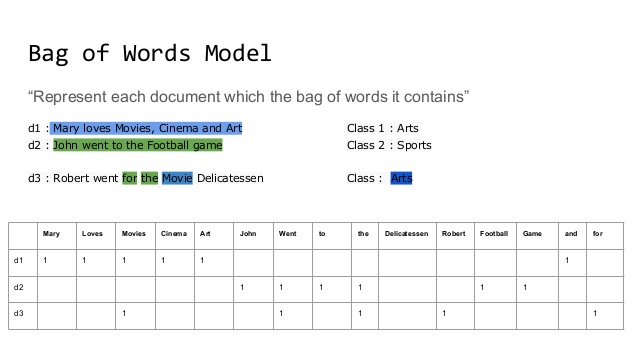 Bag of Words Model
“Represent each document which the bag of words it contains”
d1 : Mary loves Movies, Cinema and Art Class 1 : Arts
d2 : John went to the Football game Class 2 : Sports
d3 : Robert went for the Movie Delicatessen Class : Arts
Mary Loves Movies Cinema Art John Went to the Delicatessen Robert Football Game and for
d1 1 1 1 1 1 1
d2 1 1 1 1 1 1
d3 1 1 1 1 1